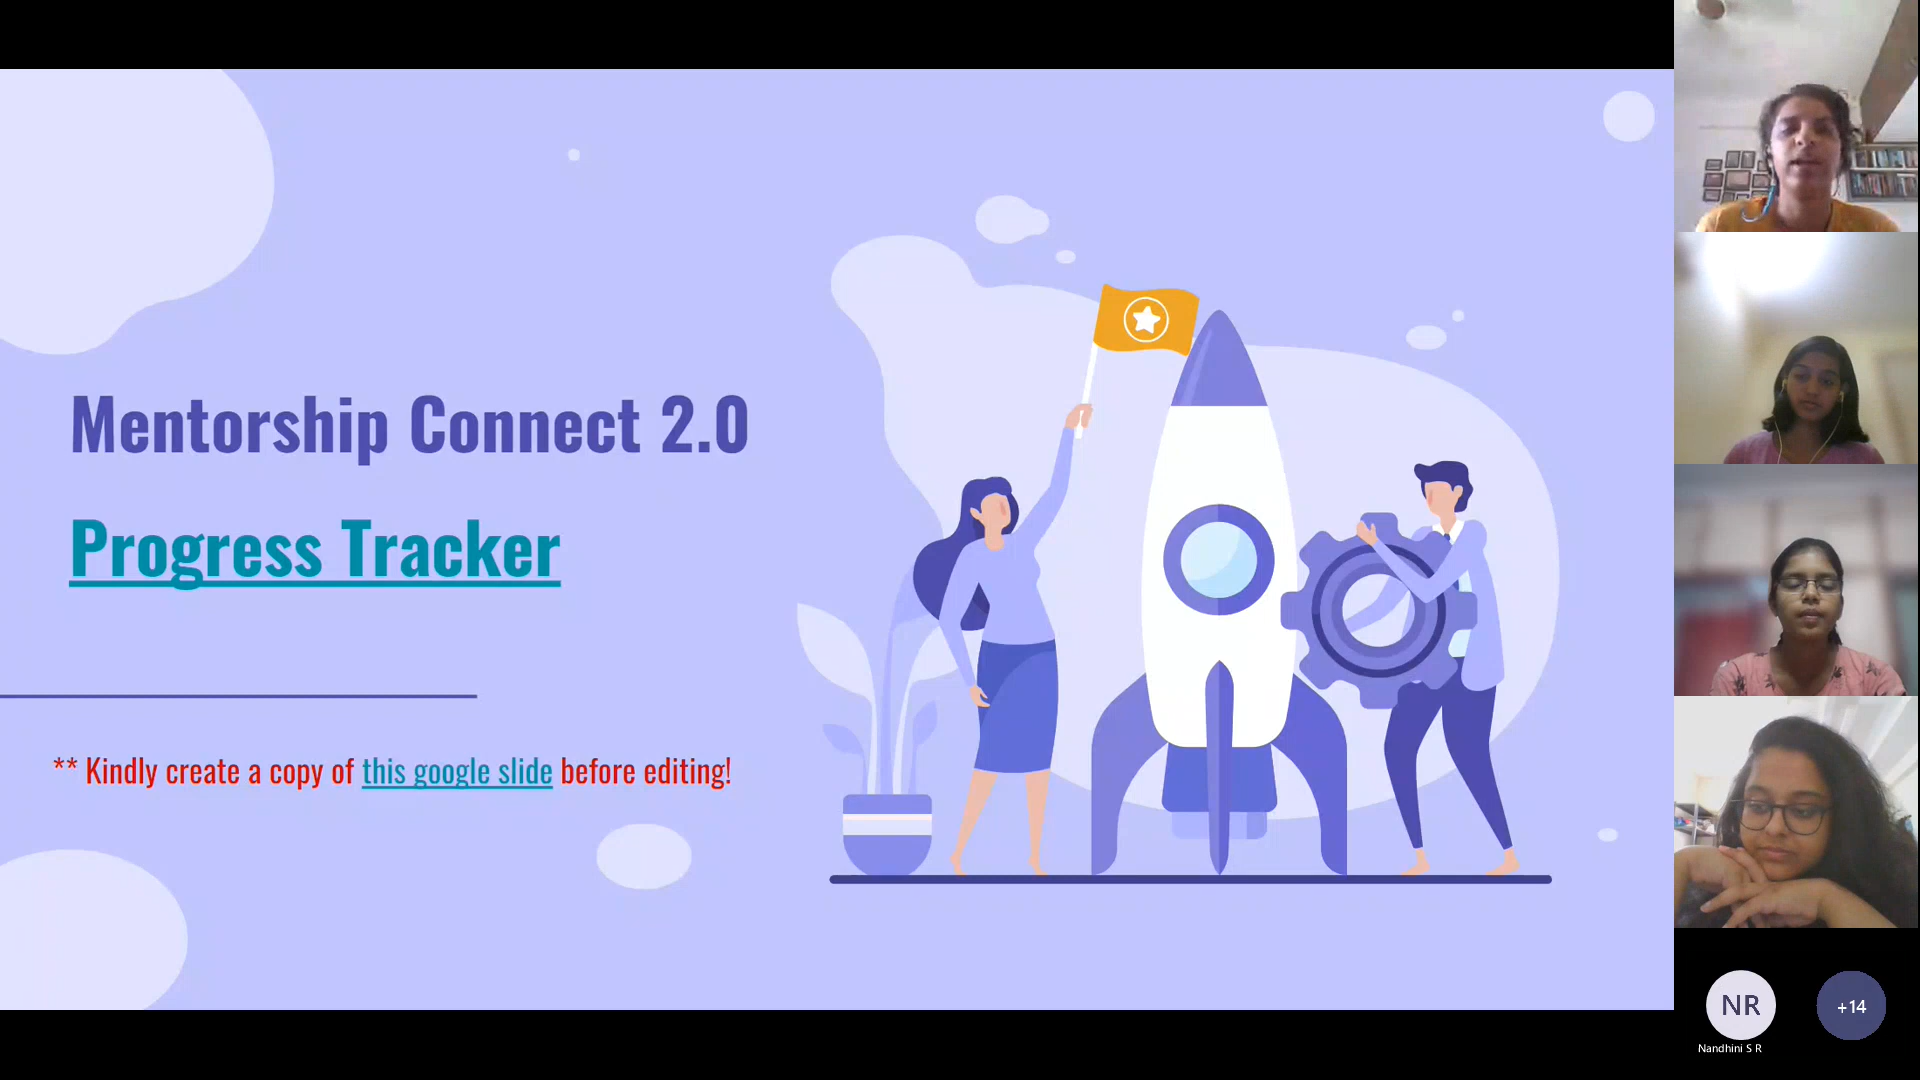 Mentorship Connect 2.0
Progress Tracker
** Kindly create a copy of this google slide before editing!
NR
+14
Nandhini S R